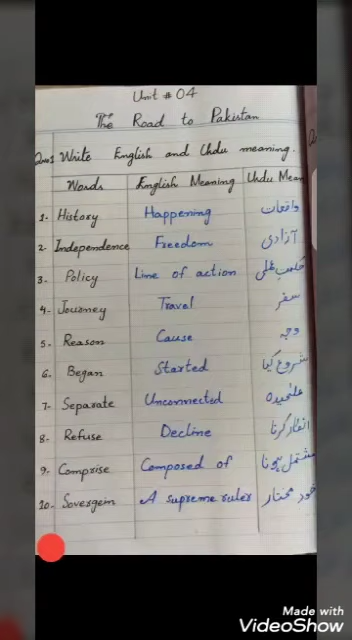 Unit # 04
The Road to Pakistan
Qno1 Write English and Urdu meaning.
Words English Meaning Urdu Mean
1- History Happening واقعات
2- Independence Freedom آزادی
3- Policy Line of action حکمت عملی
4- Journey Travel سفر
5- Reason Cause وجہ
6- Began Started شروع کیا
7- Separate Unconnected علیحدہ
8- Refuse Decline انکار کرنا
9- Comprise Composed of مشتمل ہونا
10- Sovergein A supreme ruler خود مختار
Made with
VideoShow